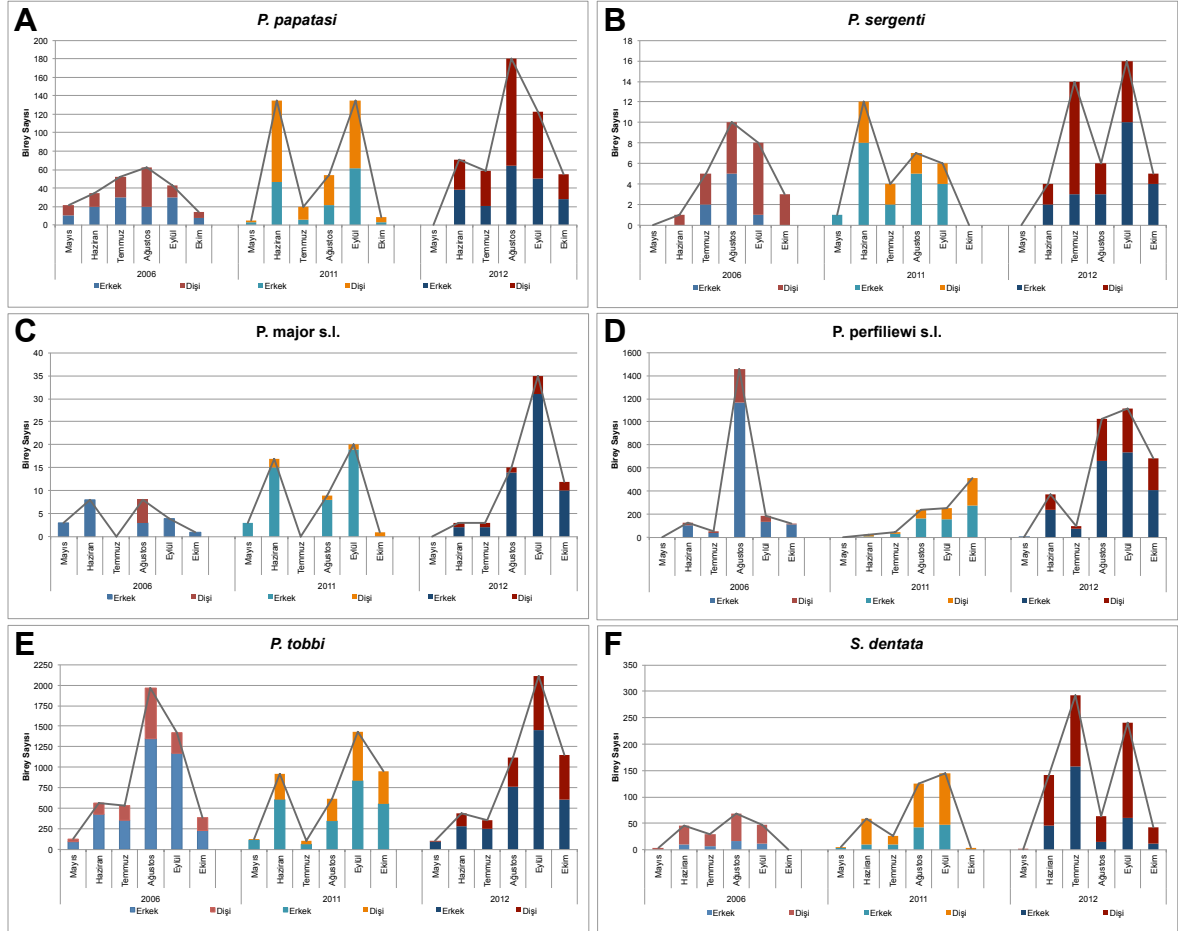 A
P. papatasi
Birey Sayısı
200
180
160
140
120
100
80
60
40
20
0
Mayıs Haziran Temmuz Ağustos Eylül Ekim Mayıs Haziran Temmuz Ağustos Eylül Ekim Mayıs Haziran Temmuz Ağustos Eylül Ekim
2006 2011 2012
Erkek Dişi Erkek Dişi Erkek Dişi
B
P. sergenti
Birey Sayısı
18
16
14
12
10
8
6
4
2
0
Mayıs Haziran Temmuz Ağustos Eylül Ekim Mayıs Haziran Temmuz Ağustos Eylül Ekim Mayıs Haziran Temmuz Ağustos Eylül Ekim
2006 2011 2012
Erkek Dişi Erkek Dişi Erkek Dişi
C
P. major s.l.
Birey Sayısı
40
35
30
25
20
15
10
5
0
Mayıs Haziran Temmuz Ağustos Eylül Ekim Mayıs Haziran Temmuz Ağustos Eylül Ekim Mayıs Haziran Temmuz Ağustos Eylül Ekim
2006 2011 2012
Erkek Dişi Erkek Dişi Erkek Dişi
D
P. perfiliewi s.l.
Birey Sayısı
1600
1400
1200
1000
800
600
400
200
0
Mayıs Haziran Temmuz Ağustos Eylül Ekim Mayıs Haziran Temmuz Ağustos Eylül Ekim Mayıs Haziran Temmuz Ağustos Eylül Ekim
2006 2011 2012
Erkek Dişi Erkek Dişi Erkek Dişi
E
P. tobbi
Birey Sayısı
2250
2000
1750
1500
1250
1000
750
500
250
0
Mayıs Haziran Temmuz Ağustos Eylül Ekim Mayıs Haziran Temmuz Ağustos Eylül Ekim Mayıs Haziran Temmuz Ağustos Eylül Ekim
2006 2011 2012
Erkek Dişi Erkek Dişi Erkek Dişi
F
S. dentata
Birey Sayısı
350
300
250
200
150
100
50
0
Mayıs Haziran Temmuz Ağustos Eylül Ekim Mayıs Haziran Temmuz Ağustos Eylül Ekim Mayıs Haziran Temmuz Ağustos Eylül Ekim
2006 2011 2012
Erkek Dişi Erkek Dişi Erkek Dişi